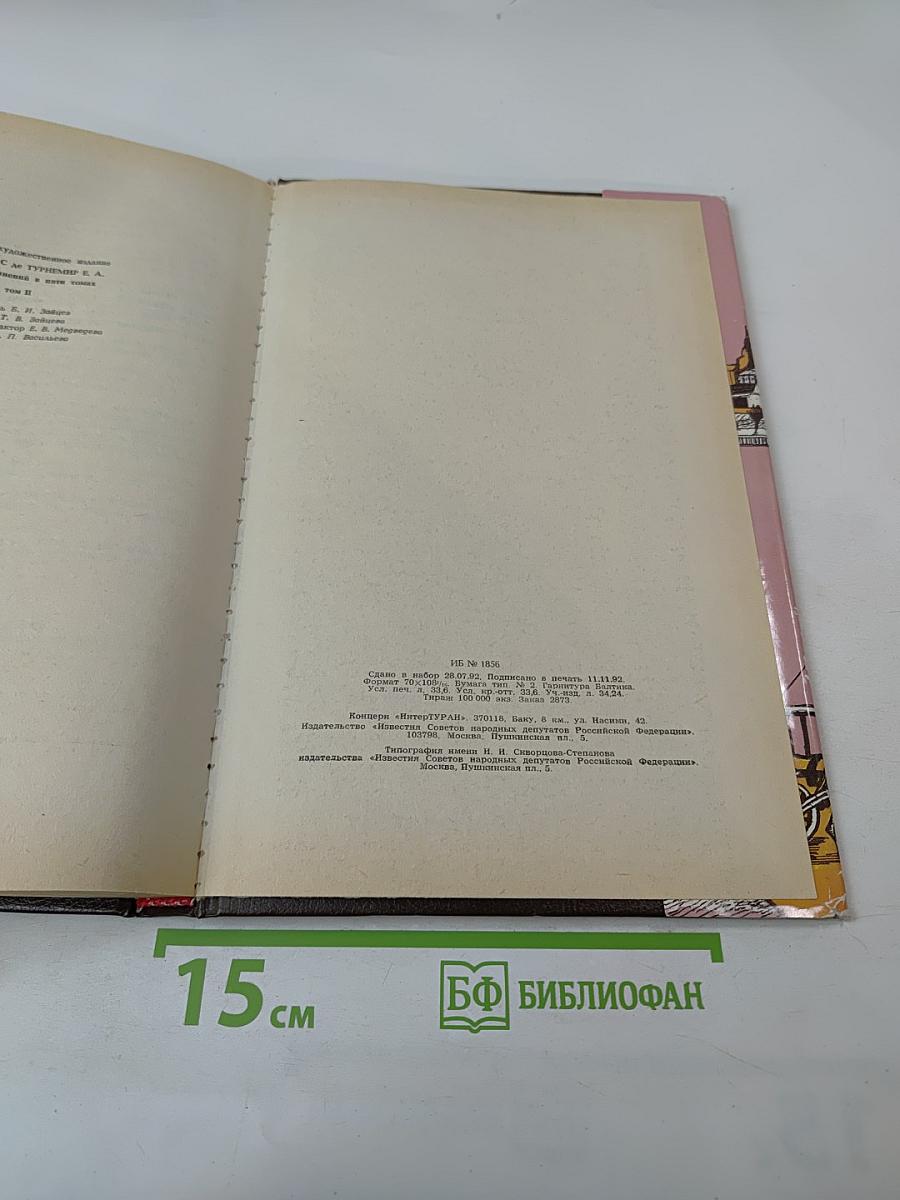 художественное издание
С де ТУРНЕМИР Е. А.
в пяти томах
том II
Б. И. Зайцев
Т. В. Зайцева
Е. В. Медведева
П. Васильева
ИБ № 1856
Сдано в набор 28.07.92. Подписано в печать 11.11.92.
Формат 70×108¹/₁₆. Бумага тип. № 2. Гарнитура Балтика.
Усл. печ. л. 33,6. Усл. кр.-отт. 33,6. Уч.-изд. л. 34,24.
Тираж 100 000 экз. Заказ 2873.
Концерн «ИнтерТУРАН». 370118, Баку, 8 км., ул. Насими, 42.
Издательство «Известия Советов народных депутатов Российской Федерации».
103798, Москва, Пушкинская пл., 5.
Типография имени И. И. Скворцова-Степанова
издательства «Известия Советов народных депутатов Российской Федерации».
Москва, Пушкинская пл., 5.
15 см
БФ БИБЛИОФАН